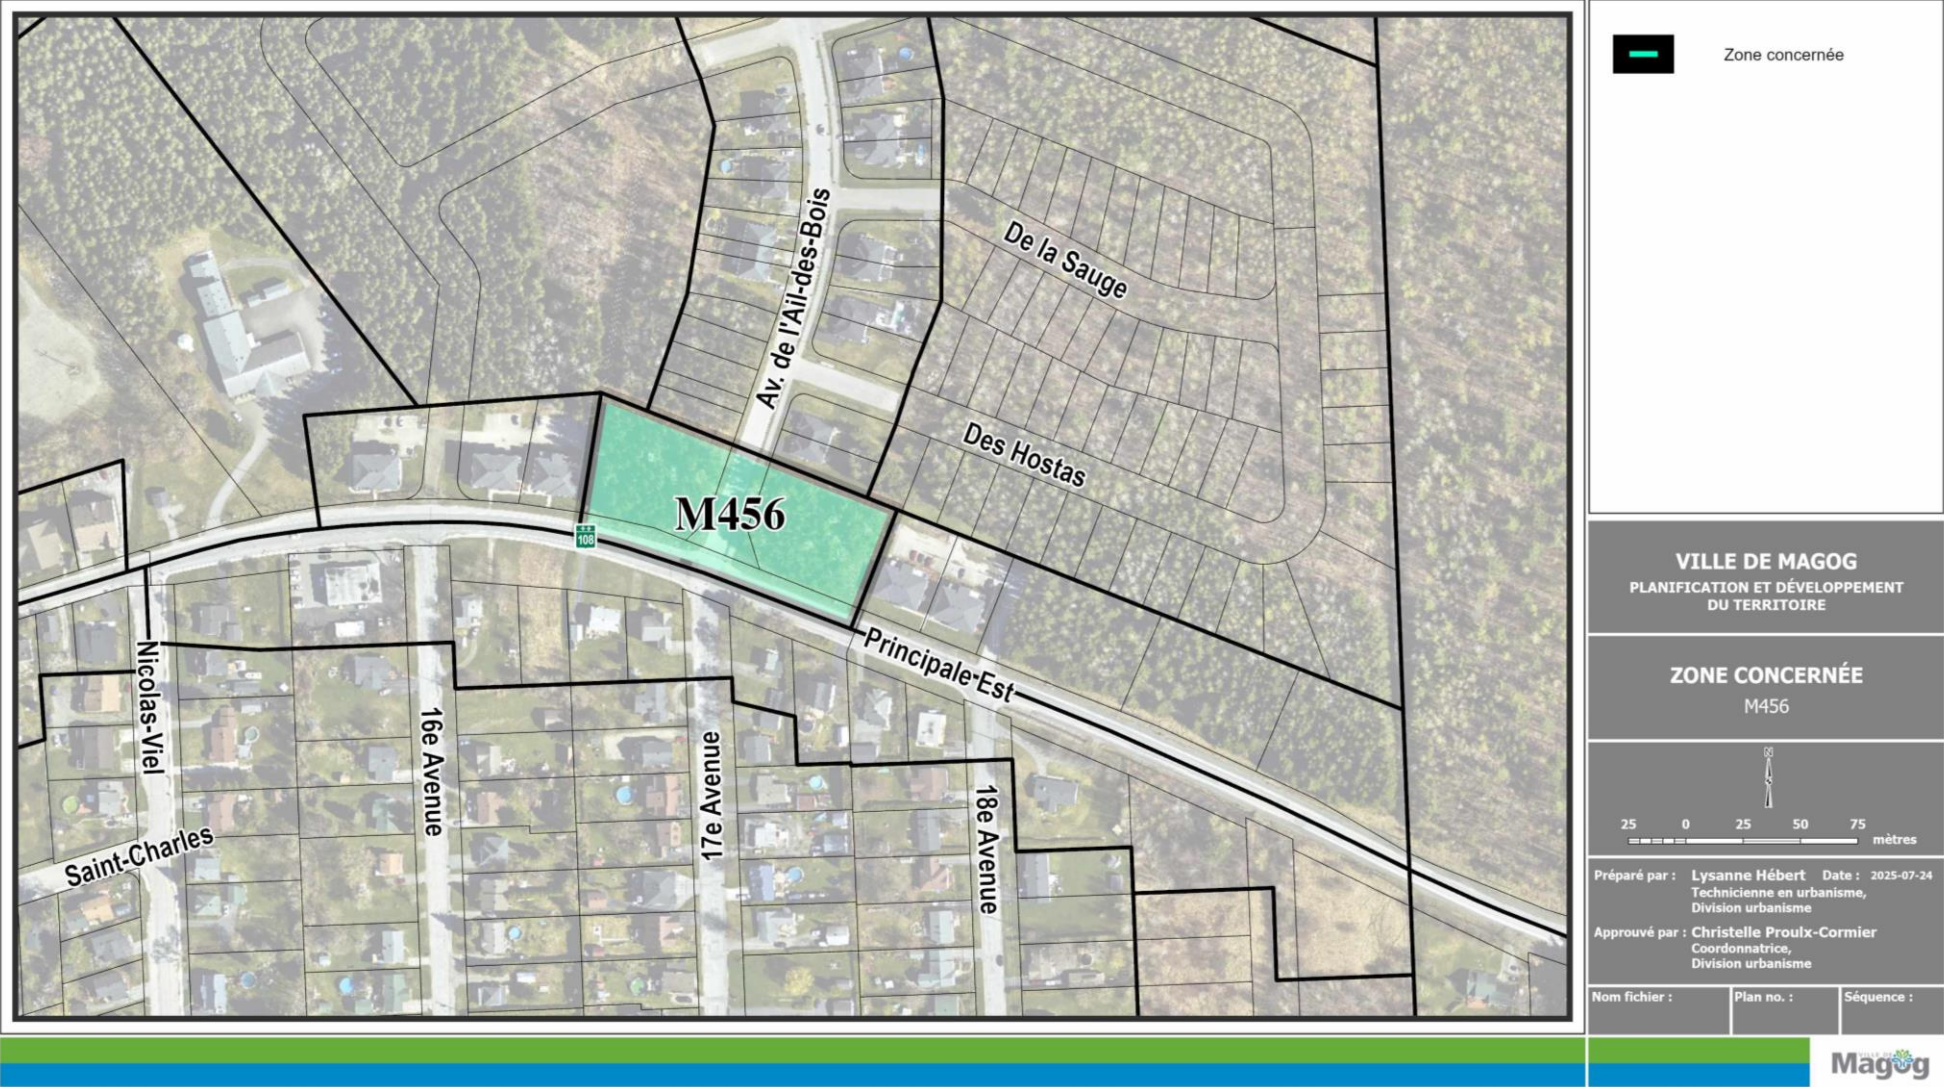 Av. de l'Ail-des-Bois
De la Sauge
Des Hostas
M456
108
Principale Est
Nicolas-Viel
16e Avenue
17e Avenue
18e Avenue
Saint-Charles
Zone concernée
VILLE DE MAGOG
PLANIFICATION ET DÉVELOPPEMENT
DU TERRITOIRE
ZONE CONCERNÉE
M456
N
25 0 25 50 75
mètres
Préparé par : Lysanne Hébert Date : 2025-07-24
Technicienne en urbanisme,
Division urbanisme
Approuvé par : Christelle Proulx-Cormier
Coordonnatrice,
Division urbanisme
Nom fichier : Plan no. : Séquence :
VILLE DE
Magog